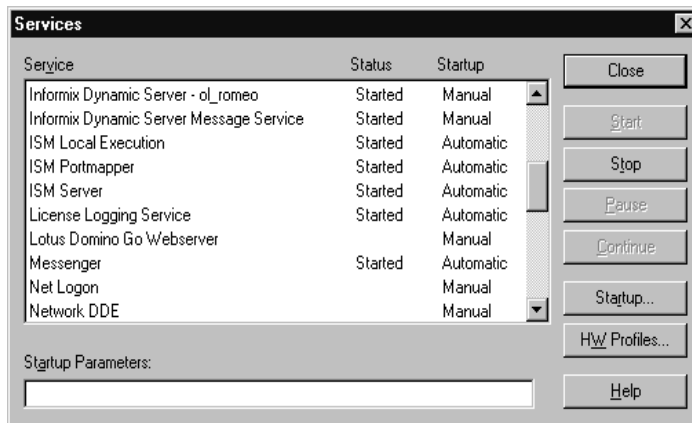 Services
Service Status Startup
Informix Dynamic Server - ol_romeo Started Manual
Informix Dynamic Server Message Service Started Manual
ISM Local Execution Started Automatic
ISM Portmapper Started Automatic
ISM Server Started Automatic
License Logging Service Started Automatic
Lotus Domino Go Webserver Manual
Messenger Started Automatic
Net Logon Manual
Network DDE Manual
Startup Parameters:
Close
Start
Stop
Pause
Continue
Startup...
HW Profiles...
Help